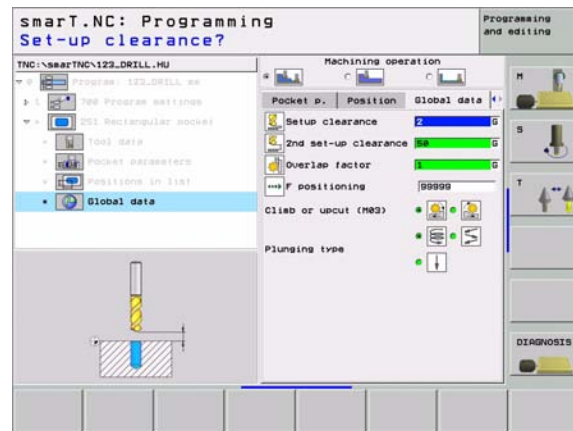 smarT.NC: Programming
Set-up clearance?
Programming and editing
TNC:\smarTNC\123_DRILL.HU
0 Program: 123_DRILL mm
1 700 Program settings
251 Rectangular pocket
Tool data
Pocket parameters
Positions in list
Global data
Machining operation
Pocket p. Position Global data
Setup clearance 2 G
2nd set-up clearance 50 G
Overlap factor 1 G
F positioning 99999
Climb or upcut (M03)
Plunging type
M
S
T
DIAGNOSIS